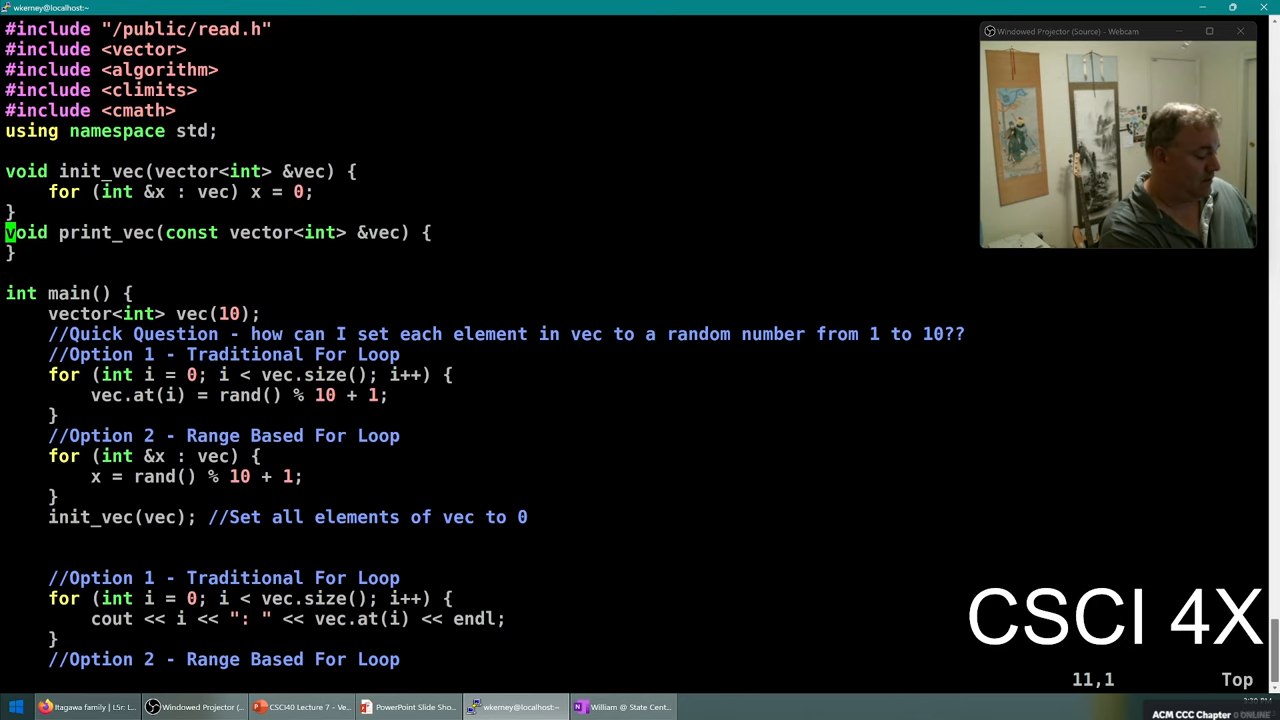 wkerney@localhost:~
#include "/public/read.h"
#include <vector>
#include <algorithm>
#include <climits>
#include <cmath>
using namespace std;
void init_vec(vector<int> &vec) {
    for (int &x : vec) x = 0;
}
void print_vec(const vector<int> &vec) {
}
int main() {
    vector<int> vec(10);
    //Quick Question - how can I set each element in vec to a random number from 1 to 10??
    //Option 1 - Traditional For Loop
    for (int i = 0; i < vec.size(); i++) {
        vec.at(i) = rand() % 10 + 1;
    }
    //Option 2 - Range Based For Loop
    for (int &x : vec) {
        x = rand() % 10 + 1;
    }
    init_vec(vec); //Set all elements of vec to 0
    //Option 1 - Traditional For Loop
    for (int i = 0; i < vec.size(); i++) {
        cout << i << ": " << vec.at(i) << endl;
    }
    //Option 2 - Range Based For Loop
11,1 Top
Windowed Projector (Source) - Webcam
CSCI 4X
Itagawa family | L5r: L...
Windowed Projector (...
CSCI40 Lecture 7 - Ve...
PowerPoint Slide Sho...
wkerney@localhost:~
William @ State Cent...
ACM CCC Chapter 0 ONLINE